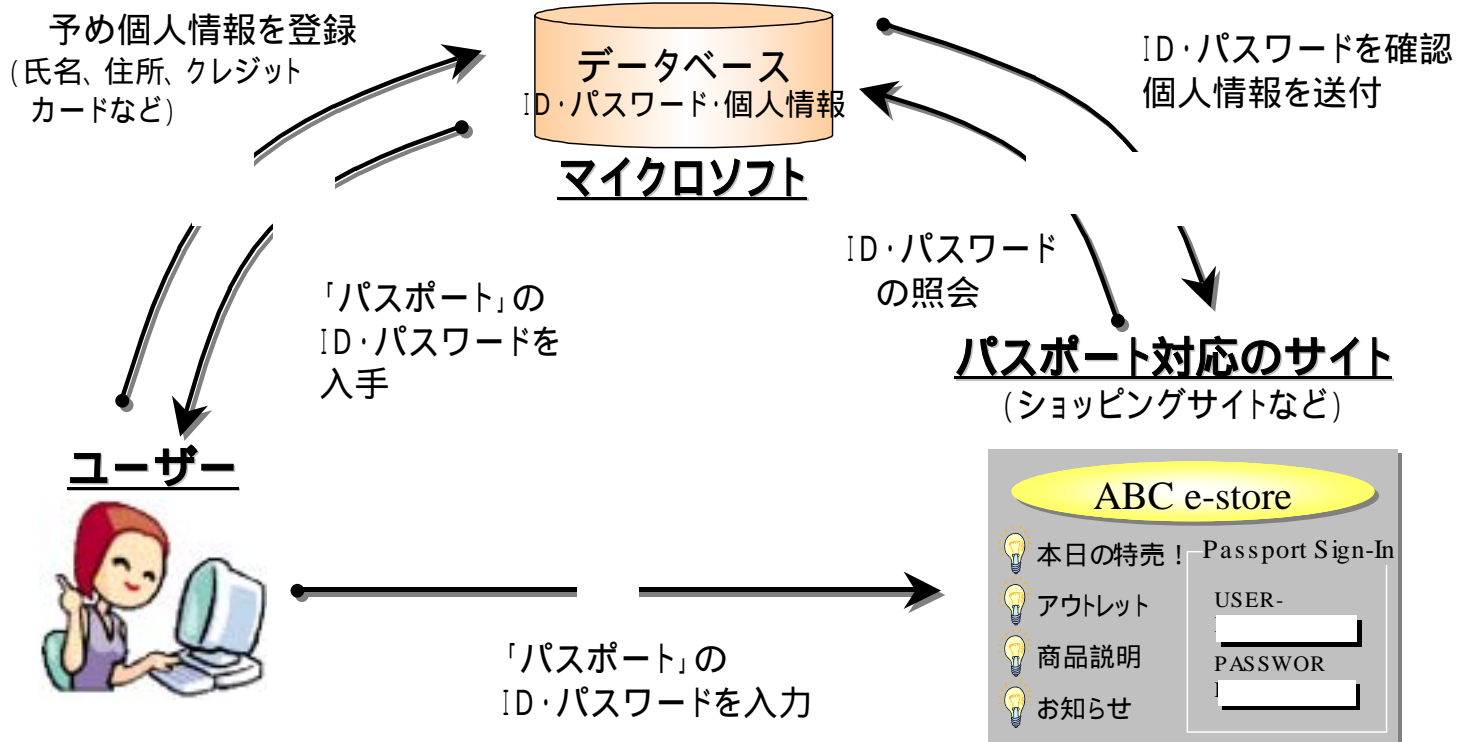 予め個人情報を登録
(氏名、住所、クレジット
カードなど)
データベース
ID・パスワード・個人情報
マイクロソフト
ID・パスワードを確認
個人情報を送付
「パスポート」の
ID・パスワードを
入手
ID・パスワード
の照会
パスポート対応のサイト
(ショッピングサイトなど)
ユーザー
「パスポート」の
ID・パスワードを入力
ABC e-store
本日の特売!
アウトレット
商品説明
お知らせ
Passport Sign-In
USER-
PASSWOR